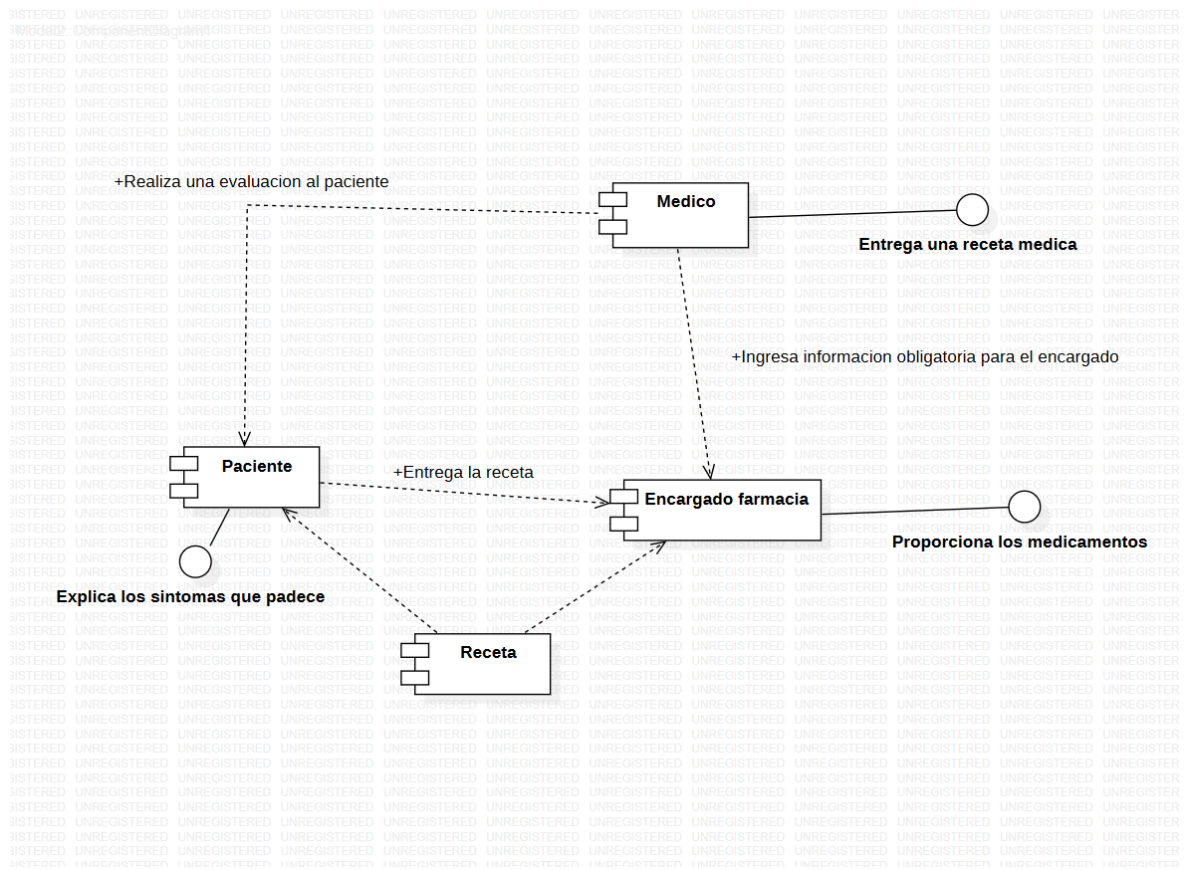 +Realiza una evaluacion al paciente
Medico
Entrega una receta medica
+Ingresa informacion obligatoria para el encargado
Paciente
+Entrega la receta
Encargado farmacia
Proporciona los medicamentos
Explica los sintomas que padece
Receta